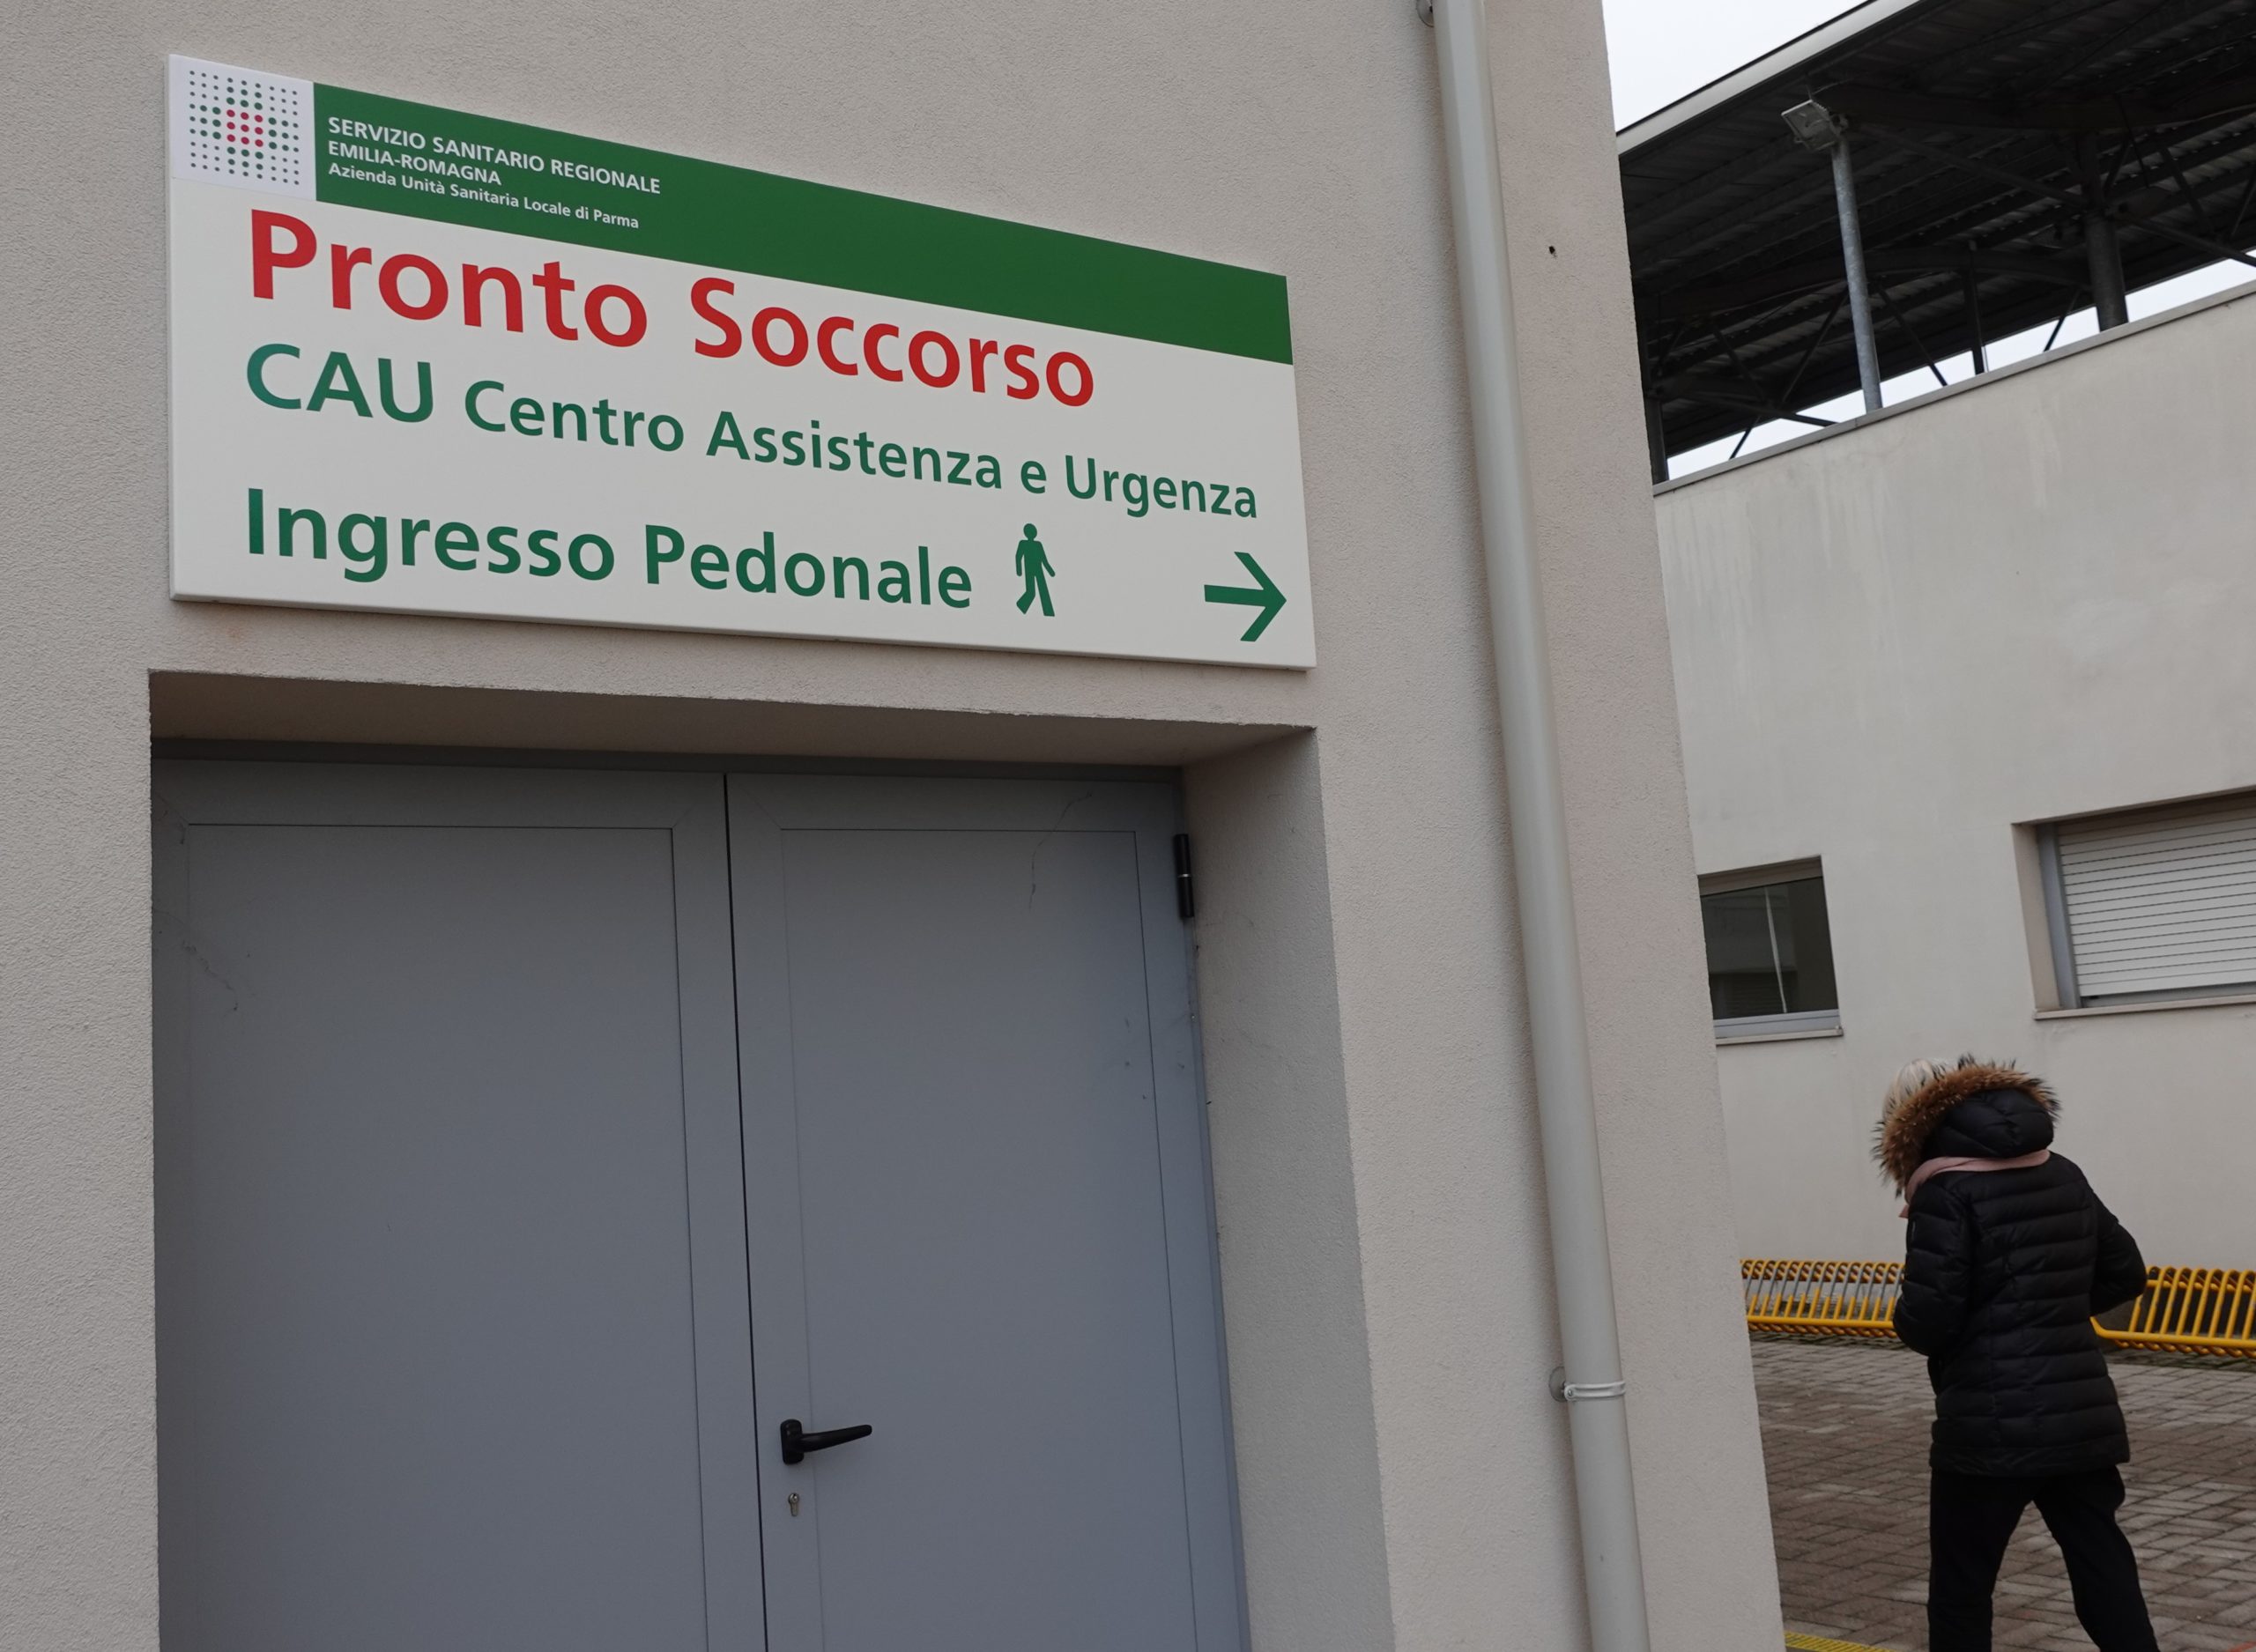 SERVIZIO SANITARIO REGIONALE
EMILIA-ROMAGNA
Azienda Unità Sanitaria Locale di Parma
Pronto Soccorso
CAU Centro Assistenza e Urgenza
Ingresso Pedonale